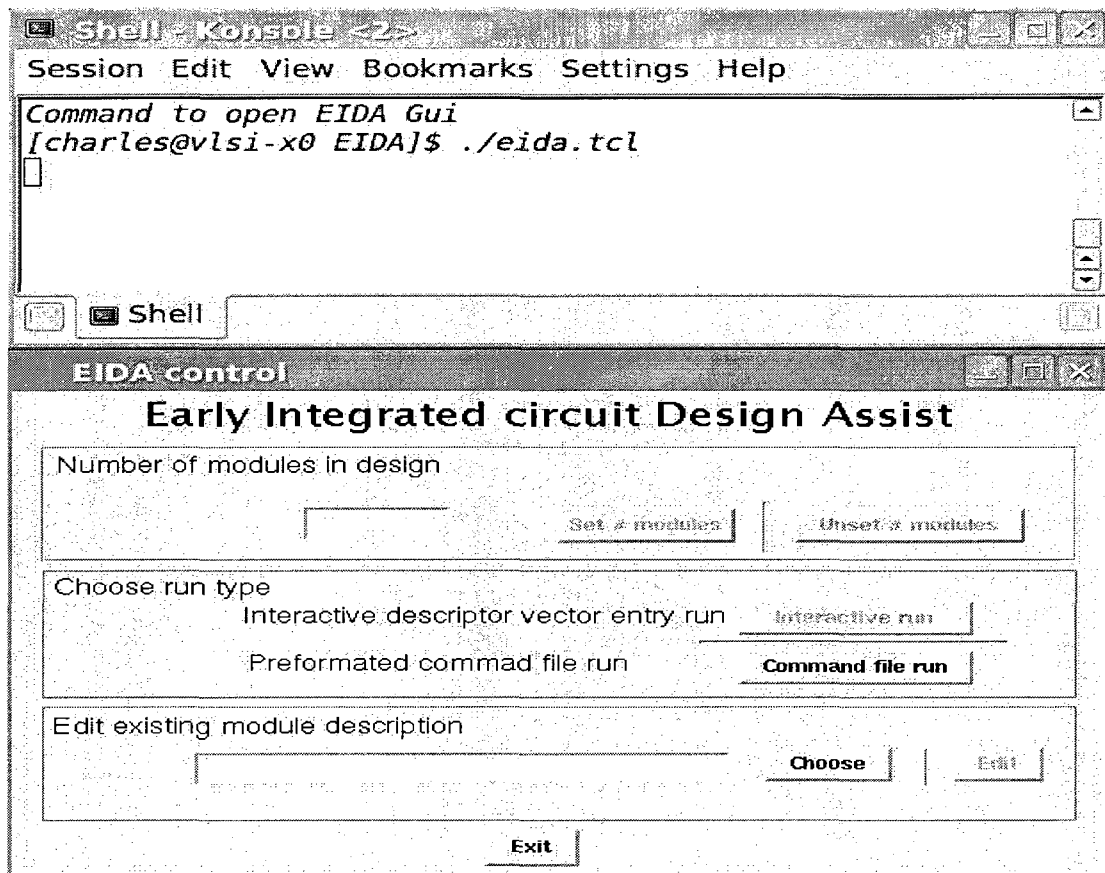 Shell - Konsole <2>
Session Edit View Bookmarks Settings Help
Command to open EIDA Gui
[charles@vlsi-x0 EIDA]$ ./eida.tcl
Shell
EIDA control
Early Integrated circuit Design Assist
Number of modules in design
Set # modules Unset # modules
Choose run type
Interactive descriptor vector entry run Interactive run
Preformated commad file run Command file run
Edit existing module description
Choose Edit
Exit